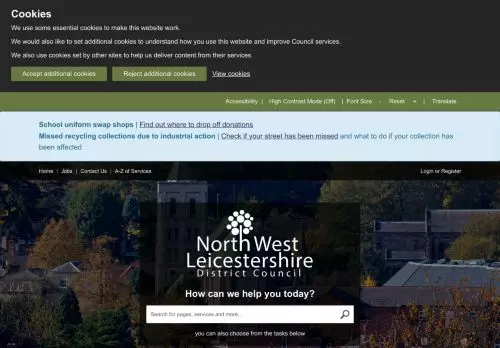 Cookies
We use some essential cookies to make this website work.
We would also like to set additional cookies to understand how you use this website and improve Council services.
We also use cookies set by other sites to help us deliver content from their services.
Accept additional cookies Reject additional cookies View cookies
Accessibility | High Contrast Mode (Off) | Font Size: - Reset + | Translate
School uniform swap shops | Find out where to drop off donations
Missed recycling collections due to industrial action | Check if your street has been missed and what to do if your collection has
been affected
Home | Jobs | Contact Us | A-Z of Services Login or Register
North West
Leicestershire
District Council
How can we help you today?
Search for pages, services and more..
you can also choose from the tasks below